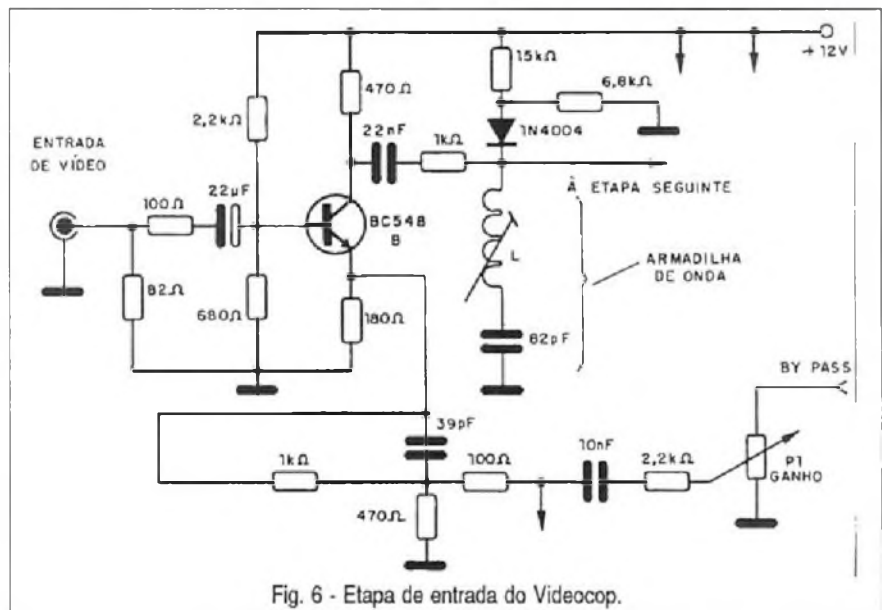 +12V
15kΩ
6,8kΩ
470Ω
2,2kΩ
22nF
1kΩ
1N4004
ENTRADA
DE VÍDEO
100Ω
22µF
BC548
B
À ETAPA SEGUINTE
L
ARMADILHA
DE ONDA
82Ω
680Ω
180Ω
82pF
BY PASS
39pF
1kΩ
100Ω
10nF
2,2kΩ
P1
GANHO
470Ω
Fig. 6 - Etapa de entrada do Videocop.